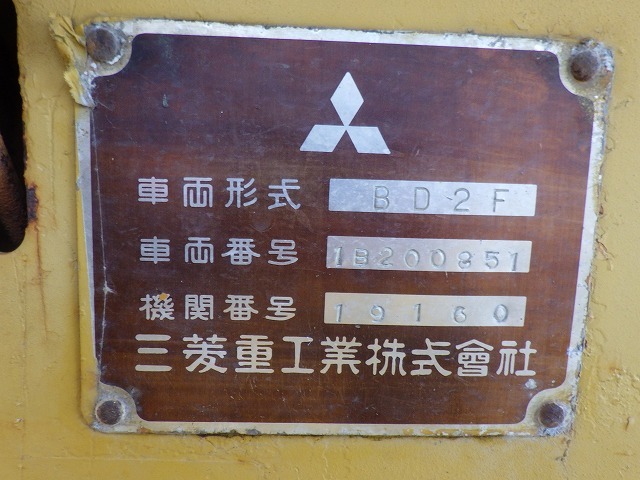 車両形式 BD2F
車両番号 1B200851
機関番号 19160
三菱重工業株式會社